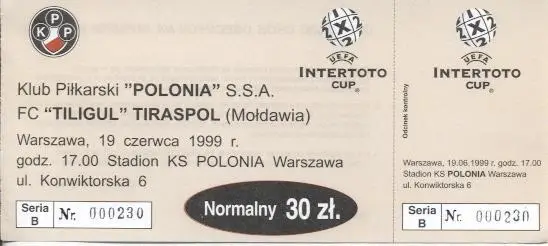 KPP
UEFA
INTERTOTO
CUP
Klub Piłkarski "POLONIA" S.S.A.
FC "TILIGUL" TIRASPOL (Mołdawia)
Warszawa, 19 czerwca 1999 r.
godz. 17.00 Stadion KS POLONIA Warszawa
ul. Konwiktorska 6
Seria
B
Nr. 000230
Normalny 30 zł.
Odcinek kontrolny
UEFA
INTERTOTO
CUP
Warszawa, 19.06.1999 r. godz. 17.00
Stadion KS POLONIA Warszawa
ul. Konwiktorska 6
Seria
B
Nr. 000230